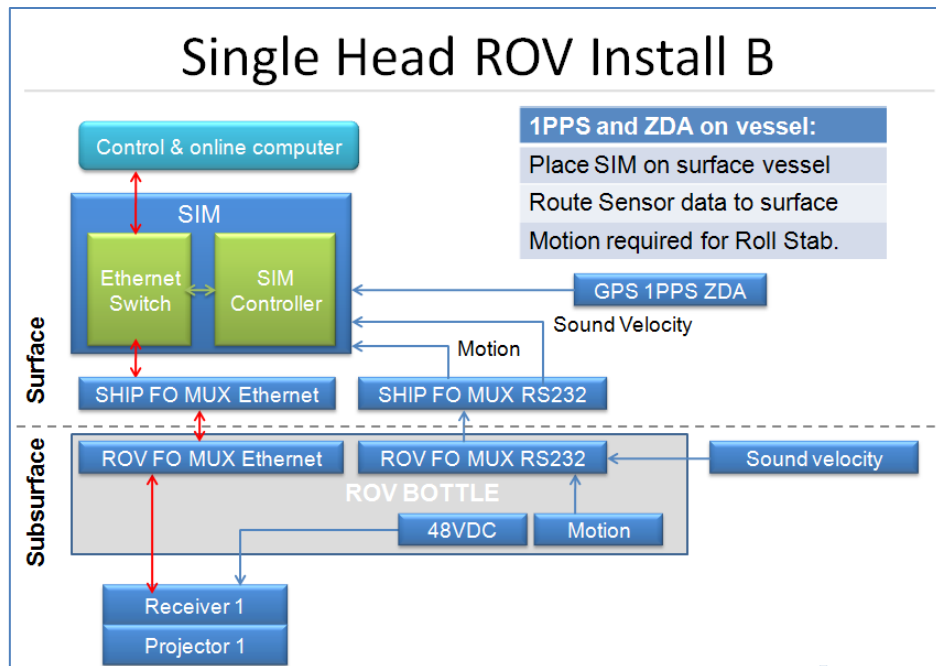 Single Head ROV Install B
Control & online computer
1PPS and ZDA on vessel:
Place SIM on surface vessel
Route Sensor data to surface
Motion required for Roll Stab.
SIM
Ethernet
Switch
SIM
Controller
GPS 1PPS ZDA
Sound Velocity
Motion
Surface
SHIP FO MUX Ethernet
SHIP FO MUX RS232
Subsurface
ROV FO MUX Ethernet
ROV FO MUX RS232
Sound velocity
ROV BOTTLE
48VDC
Motion
Receiver 1
Projector 1